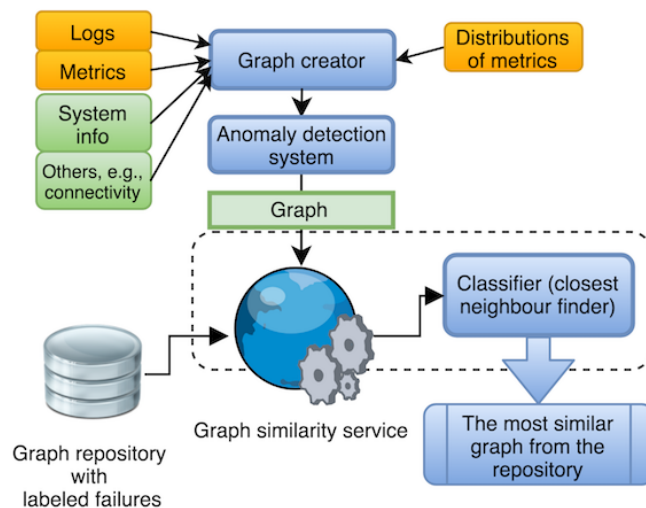 Logs
Metrics
System
info
Others, e.g.,
connectivity
Graph creator
Distributions
of metrics
Anomaly detection
system
Graph
Classifier (closest
neighbour finder)
Graph similarity service
The most similar
graph from the
repository
Graph repository
with
labeled failures